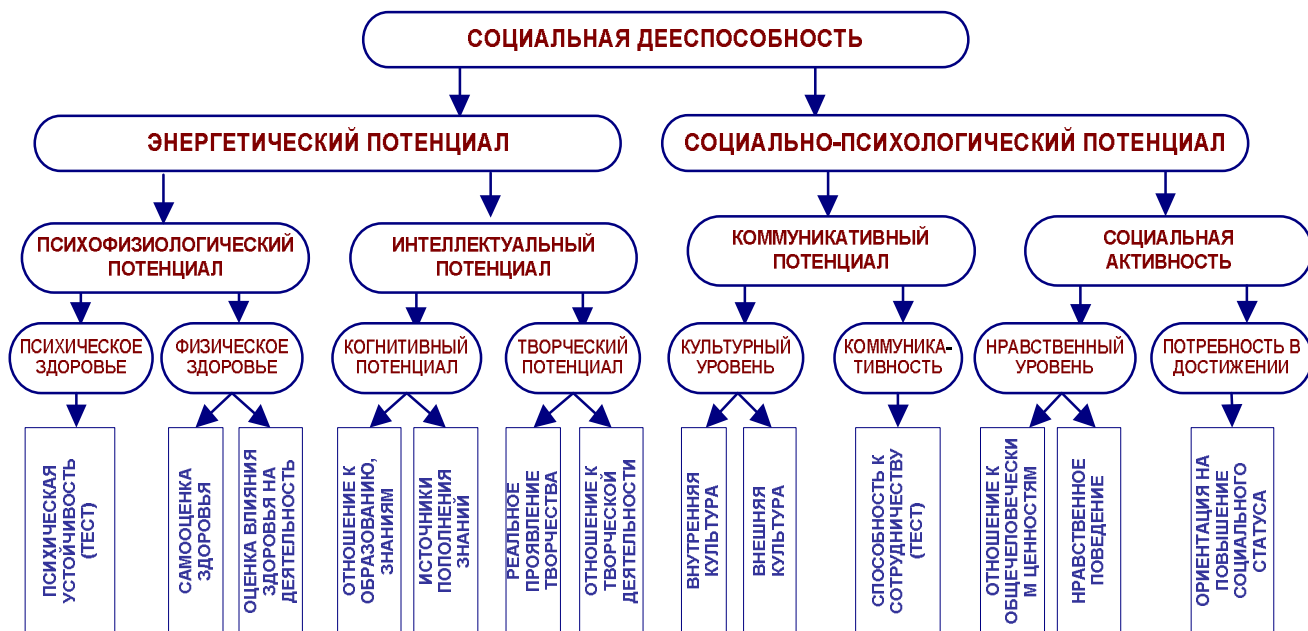 СОЦИАЛЬНАЯ ДЕЕСПОСОБНОСТЬ
ЭНЕРГЕТИЧЕСКИЙ ПОТЕНЦИАЛ
СОЦИАЛЬНО-ПСИХОЛОГИЧЕСКИЙ ПОТЕНЦИАЛ
ПСИХОФИЗИОЛОГИЧЕСКИЙ
ПОТЕНЦИАЛ
ИНТЕЛЛЕКТУАЛЬНЫЙ
ПОТЕНЦИАЛ
КОММУНИКАТИВНЫЙ
ПОТЕНЦИАЛ
СОЦИАЛЬНАЯ
АКТИВНОСТЬ
ПСИХИЧЕСКОЕ
ЗДОРОВЬЕ
ФИЗИЧЕСКОЕ
ЗДОРОВЬЕ
КОГНИТИВНЫЙ
ПОТЕНЦИАЛ
ТВОРЧЕСКИЙ
ПОТЕНЦИАЛ
КУЛЬТУРНЫЙ
УРОВЕНЬ
КОММУНИКА-
ТИВНОСТЬ
НРАВСТВЕННЫЙ
УРОВЕНЬ
ПОТРЕБНОСТЬ В
ДОСТИЖЕНИИ
ПСИХИЧЕСКАЯ
УСТОЙЧИВОСТЬ
(ТЕСТ)
САМООЦЕНКА
ЗДОРОВЬЯ
ОЦЕНКА ВЛИЯНИЯ
ЗДОРОВЬЯ НА
ДЕЯТЕЛЬНОСТЬ
ОТНОШЕНИЕ К
ОБРАЗОВАНИЮ,
ЗНАНИЯМ
ИСТОЧНИКИ
ПОПОЛНЕНИЯ
ЗНАНИЙ
РЕАЛЬНОЕ
ПРОЯВЛЕНИЕ
ТВОРЧЕСТВА
ОТНОШЕНИЕ К
ТВОРЧЕСКОЙ
ДЕЯТЕЛЬНОСТИ
ВНУТРЕННЯЯ
КУЛЬТУРА
ВНЕШНЯЯ
КУЛЬТУРА
СПОСОБНОСТЬ К
СОТРУДНИЧЕСТВУ
(ТЕСТ)
ОТНОШЕНИЕ К
ОБЩЕЧЕЛОВЕЧЕСКИ
М ЦЕННОСТЯМ
НРАВСТВЕННОЕ
ПОВЕДЕНИЕ
ОРИЕНТАЦИЯ НА
ПОВЫШЕНИЕ
СОЦИАЛЬНОГО
СТАТУСА